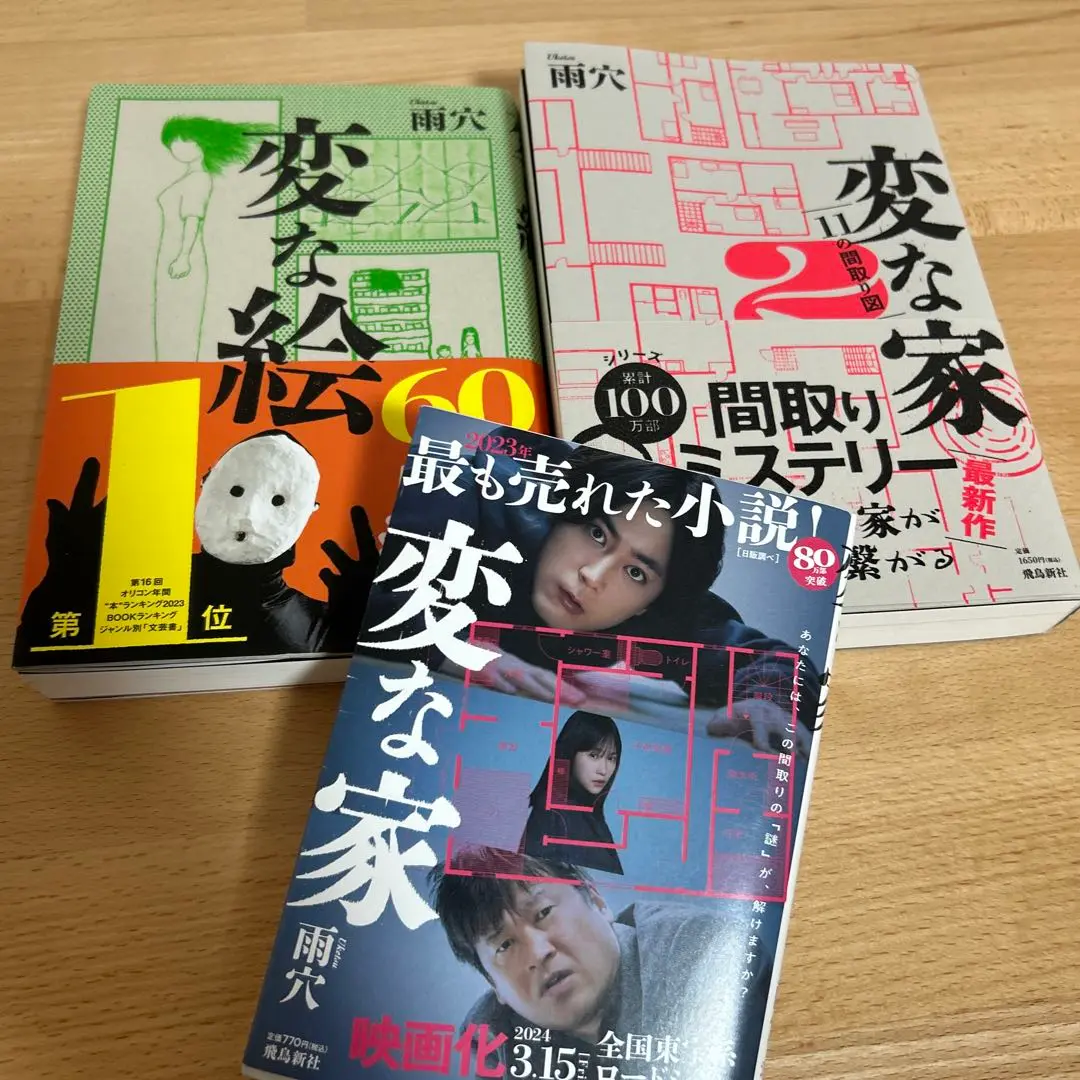 Uketsu
雨穴
変な絵
60
1
第 位
第16回
オリコン年間
"本"ランキング2023
BOOKランキング
ジャンル別「文芸書」
Uketsu
雨穴
変な家
2
11の間取り図
シリーズ
累計
100
万部
間取り
ミステリー
最新作
家が
繋がる
定価
1650円(税込)
飛鳥新社
2023年
最も売れた小説!
[日販調べ]
80
万部
突破
変な家
シャワー室
トイレ
あなたには、この間取りの『謎』が、解けますか?
Uketsu
雨穴
定価770円(税込)
飛鳥新社
映画化
2024
3.15
[Fri]
全国東
ロード